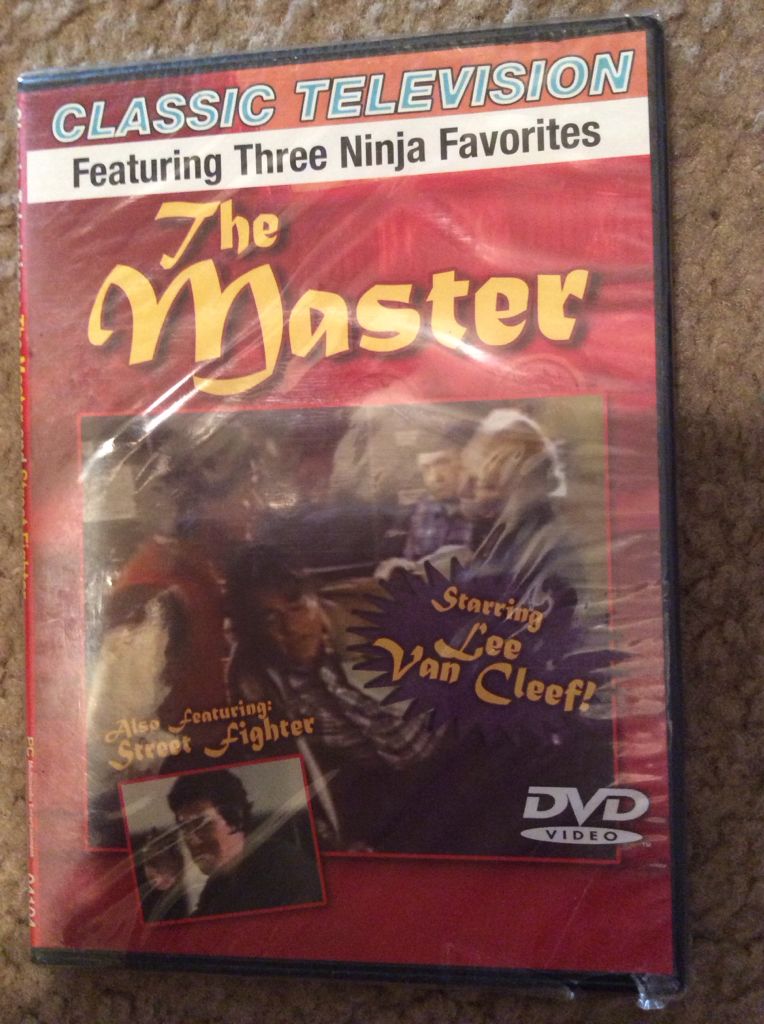 CLASSIC TELEVISION
Featuring Three Ninja Favorites
The
Master
Starring
Lee
Van Cleef!
Also Featuring:
Street Fighter
DVD
VIDEO